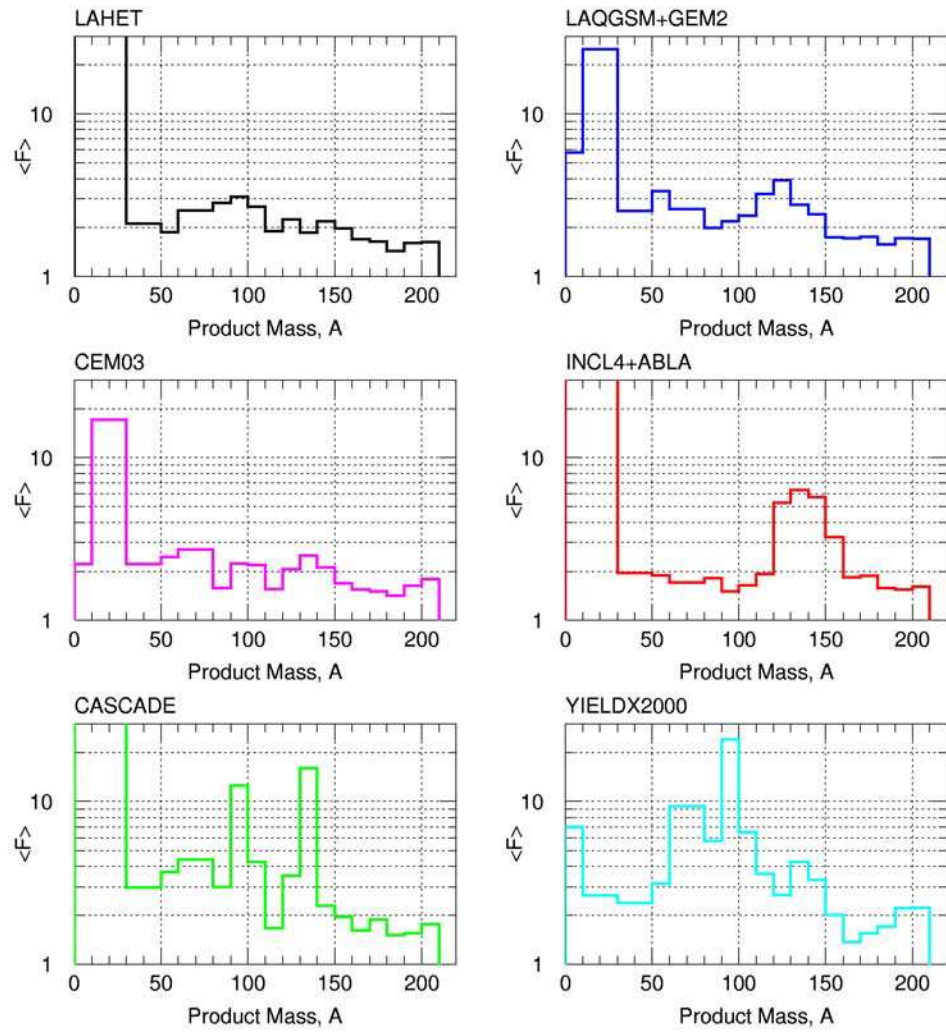 LAHET
<F>
10
1
0 50 100 150 200
Product Mass, A
LAQGSM+GEM2
<F>
10
1
0 50 100 150 200
Product Mass, A
CEM03
<F>
10
1
0 50 100 150 200
Product Mass, A
INCL4+ABLA
<F>
10
1
0 50 100 150 200
Product Mass, A
CASCADE
<F>
10
1
0 50 100 150 200
Product Mass, A
YIELDX2000
<F>
10
1
0 50 100 150 200
Product Mass, A